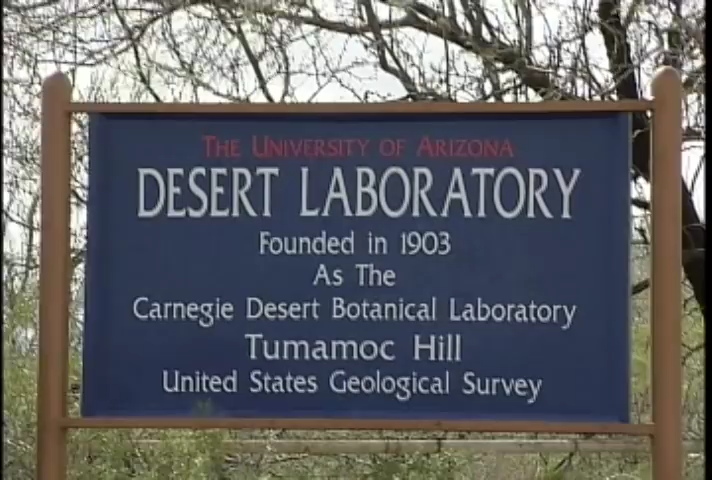 THE UNIVERSITY OF ARIZONA
DESERT LABORATORY
Founded in 1903
As The
Carnegie Desert Botanical Laboratory
Tumamoc Hill
United States Geological Survey